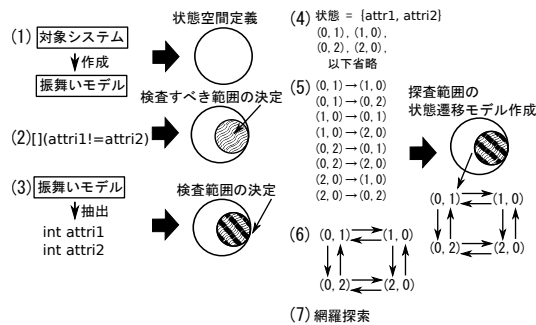 (1) 対象システム
作成
振舞いモデル
状態空間定義
検査すべき範囲の決定
(2)[](attri1!=attri2)
(3) 振舞いモデル
抽出
int attri1
int attri2
検査範囲の決定
(4) 状態 = {attr1, attri2}
(0, 1), (1, 0),
(0, 2), (2, 0),
以下省略
(5) (0, 1)→(1, 0)
(0, 1)→(0, 2)
(1, 0)→(0, 1)
(1, 0)→(2, 0)
(0, 2)→(0, 1)
(0, 2)→(2, 0)
(2, 0)→(1, 0)
(2, 0)→(0, 2)
探査範囲の
状態遷移モデル作成
(0, 1) (1, 0)
(0, 2) (2, 0)
(6) (0, 1) (1, 0)
(0, 2) (2, 0)
(7) 網羅探索